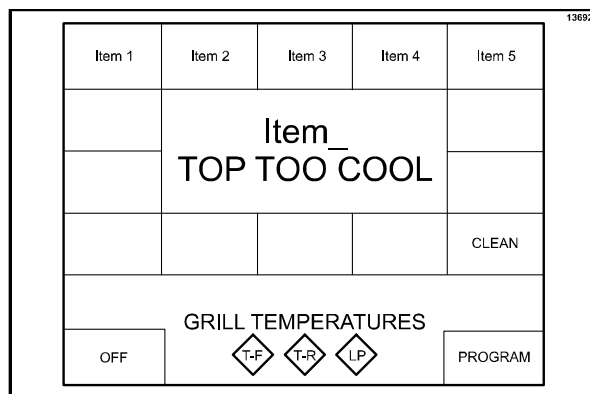 13692
Item 1 Item 2 Item 3 Item 4 Item 5
Item_
TOP TOO COOL
CLEAN
GRILL TEMPERATURES
OFF T-F T-R LP PROGRAM